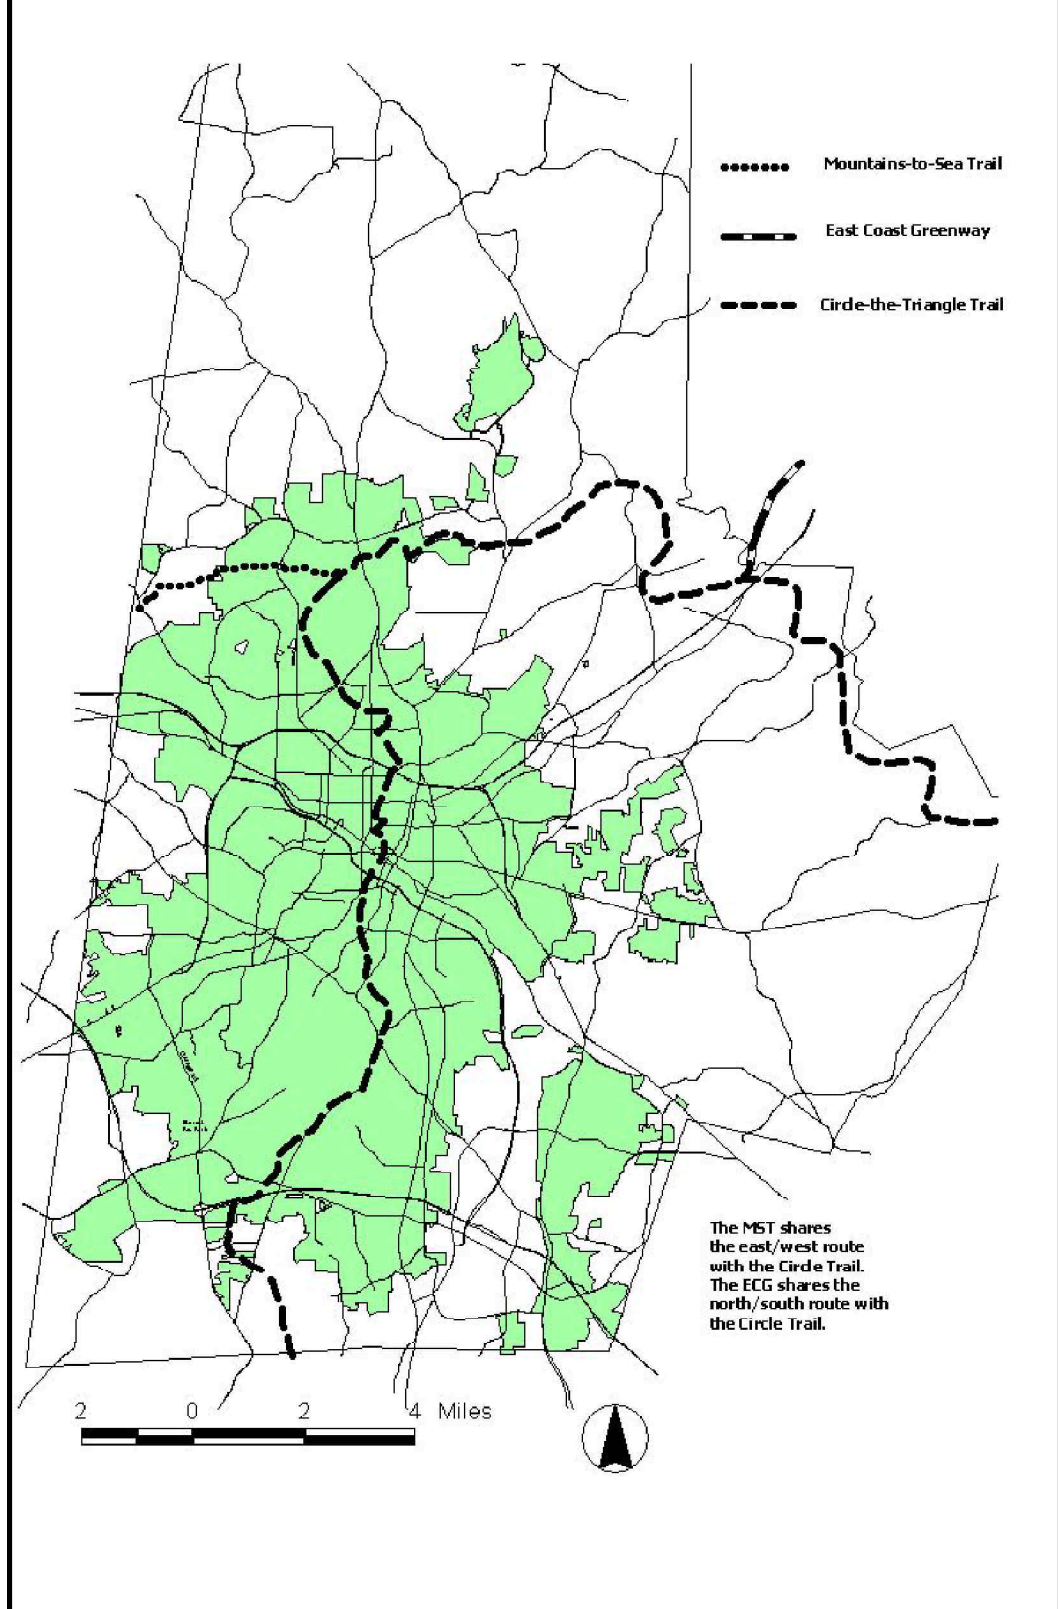 Mountains-to-Sea Trail
East Coast Greenway
Circle-the-Triangle Trail
The MST shares
the east/west route
with the Circle Trail.
The ECG shares the
north/south route with
the Circle Trail.
2 0 2 4 Miles